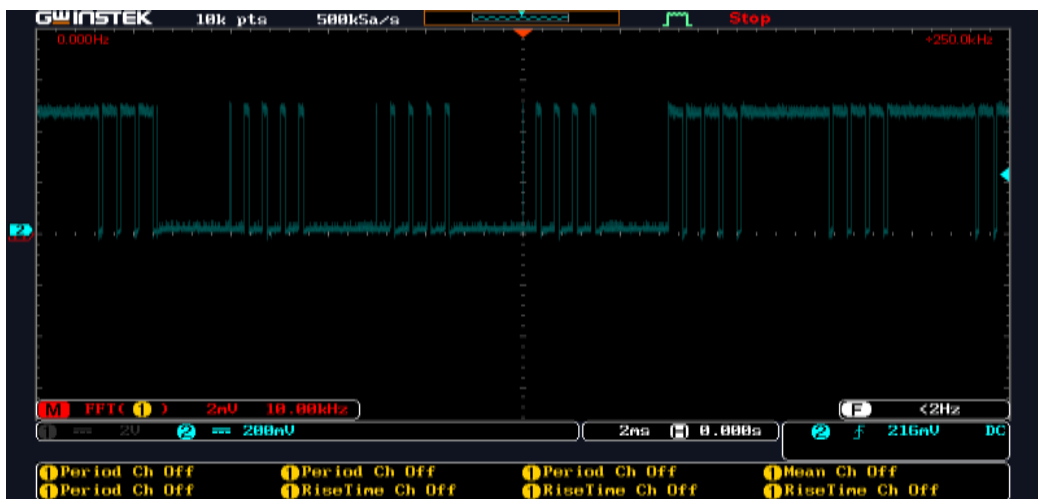 GWINSTEK 10k pts 500kSa/s Stop
0.000Hz +250.0kHz
2
M FFT( 1 ) 2mV 10.00kHz F <2Hz
1 2V 2 200mV 2ms H 0.000s 2 216mV DC
1 Period Ch Off 1 Period Ch Off 1 Period Ch Off 1 Mean Ch Off
1 Period Ch Off 1 RiseTime Ch Off 1 RiseTime Ch Off 1 RiseTime Ch Off